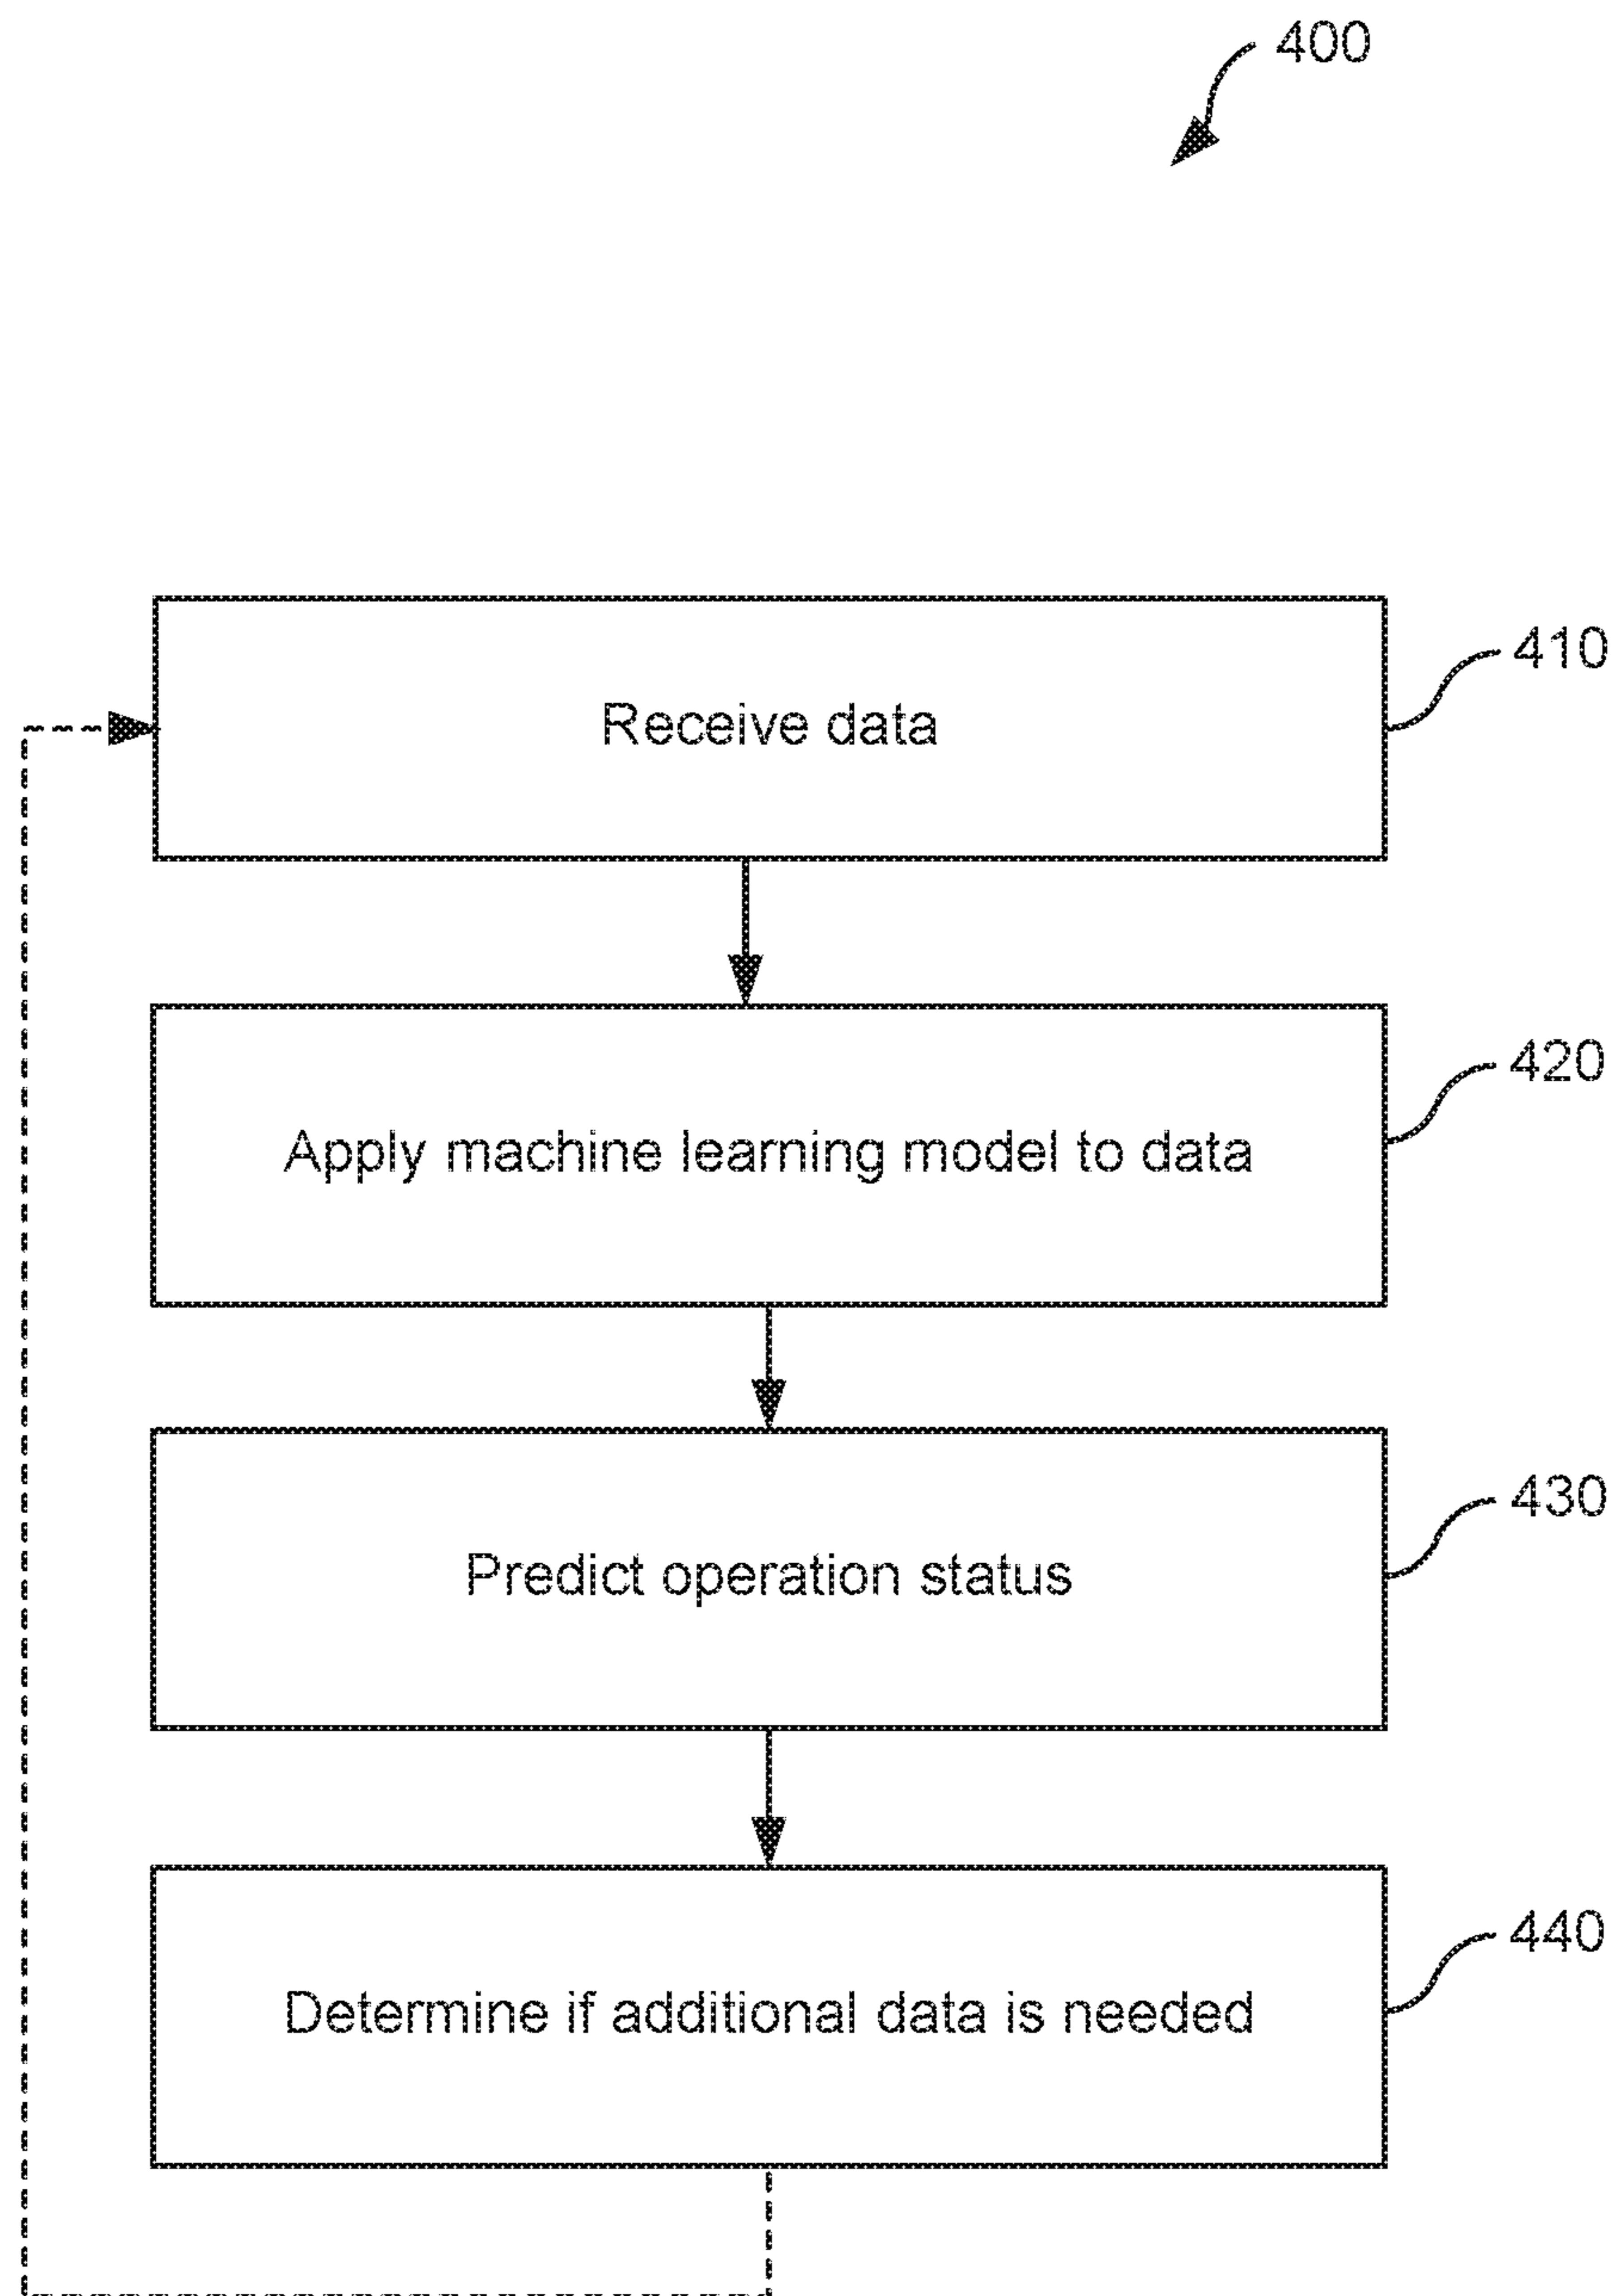 400
Receive data
410
Apply machine learning model to data
420
Predict operation status
430
Determine if additional data is needed
440